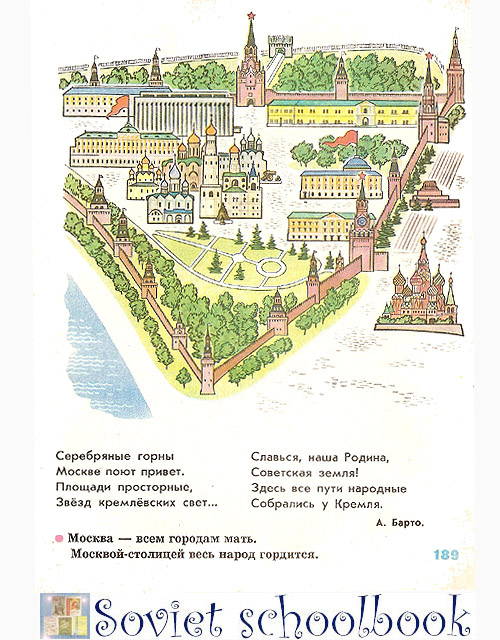 Серебряные горны
Москве поют привет.
Площади просторные,
Звёзд кремлёвских свет...
Славься, наша Родина,
Советская земля!
Здесь все пути народные
Собрались у Кремля.
А. Барто.
Москва — всем городам мать.
Москвой-столицей весь народ гордится.
189
Soviet schoolbook